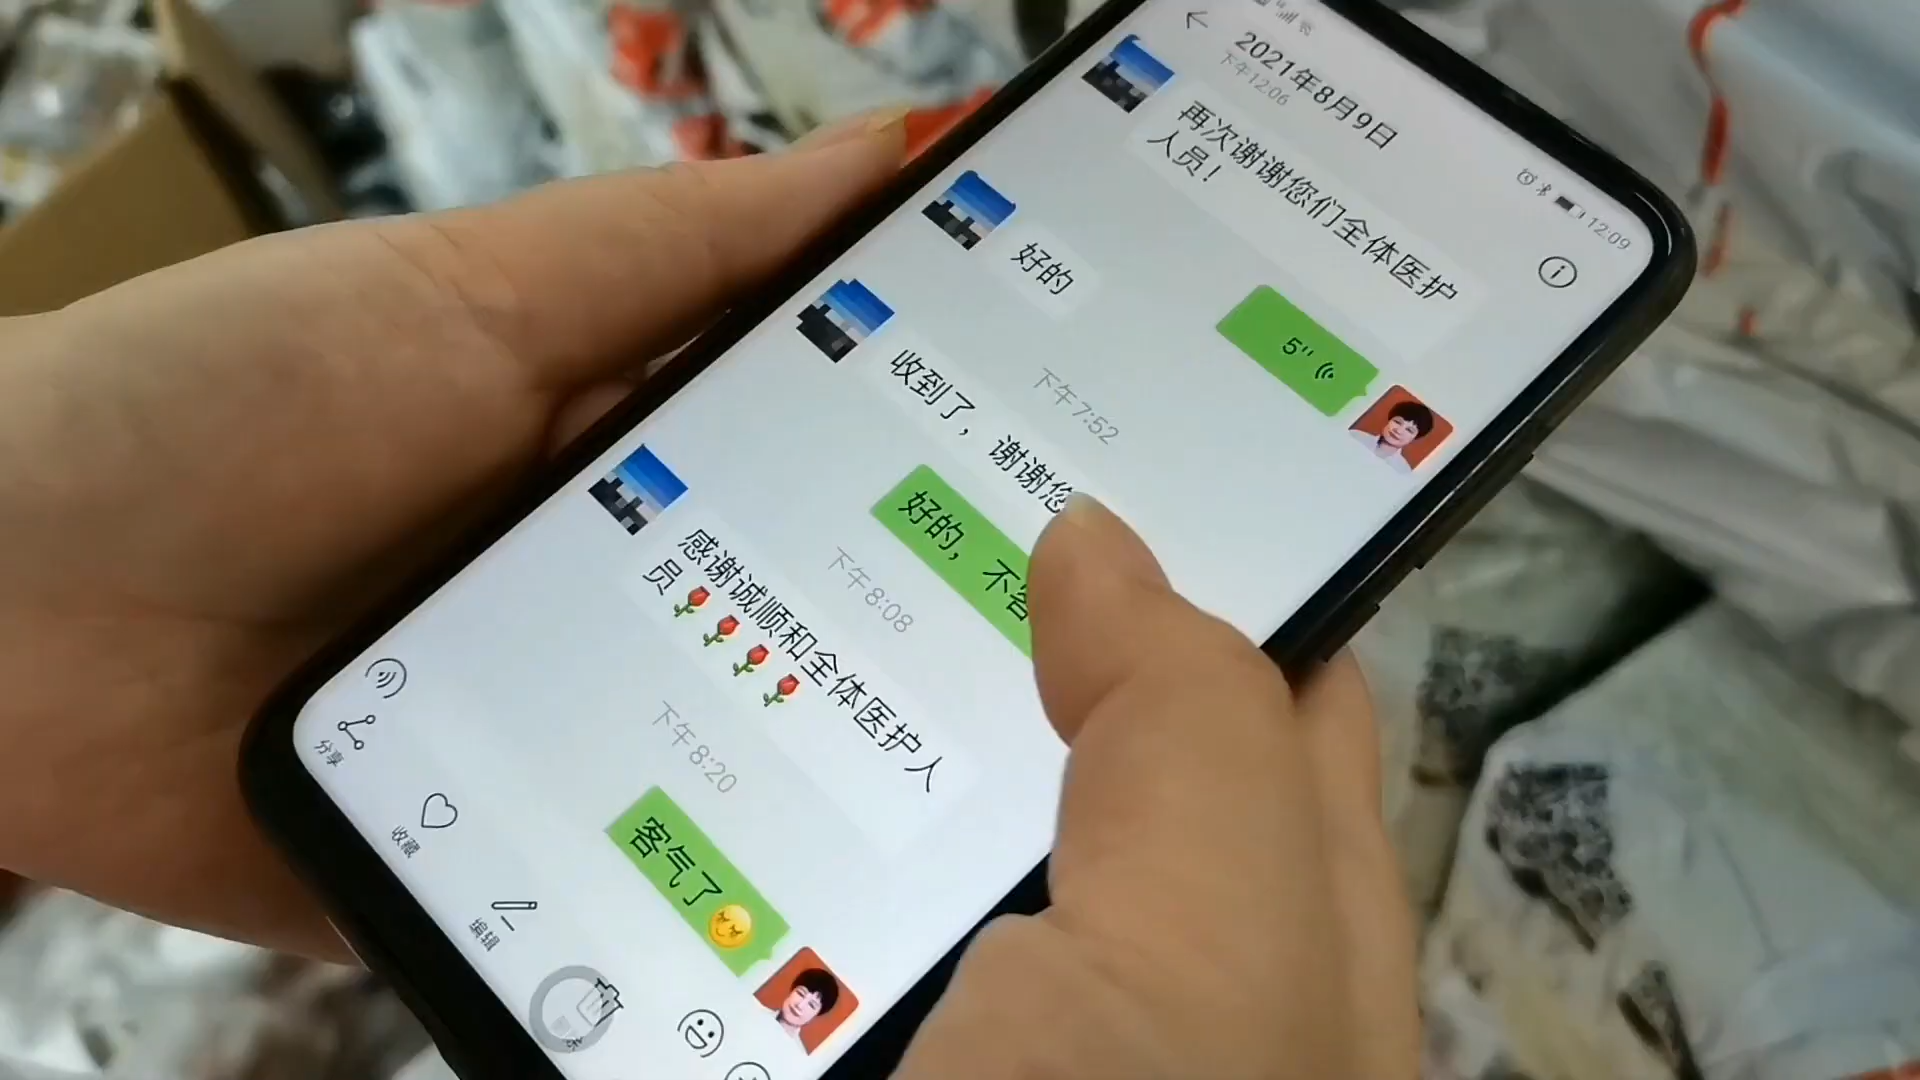 12:09
2021年8月9日
下午12:06
再次谢谢您们全体医护
人员！
5''
好的
下午7:52
收到了，谢谢您
好的，不客
下午8:08
感谢诚顺和全体医护人
员🌹🌹🌹🌹
下午8:20
客气了
分享
收藏
编辑